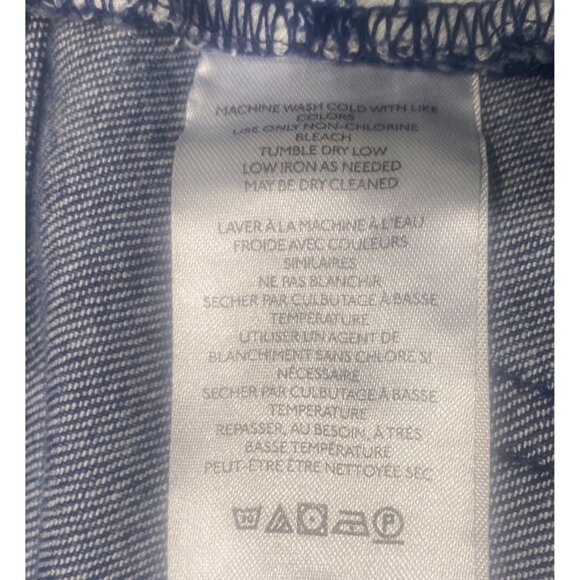 MACHINE WASH COLD WITH LIKE
COLORS
USE ONLY NON-CHLORINE
BLEACH
TUMBLE DRY LOW
LOW IRON AS NEEDED
MAY BE DRY CLEANED
LAVER À LA MACHINE À L'EAU
FROIDE AVEC COULEURS
SIMILAIRES
NE PAS BLANCHIR
SECHER PAR CULBUTAGE À BASSE
TEMPÉRATURE
UTILISER UN AGENT DE
BLANCHIMENT SANS CHLORE SI
NÉCESSAIRE
SECHER PAR CULBUTAGE À BASSE
TEMPERATURE
REPASSER, AU BESOIN, À TRÈS
BASSE TEMPÉRATURE
PEUT-ÊTRE ÊTRE NETTOYÉE SEC
P